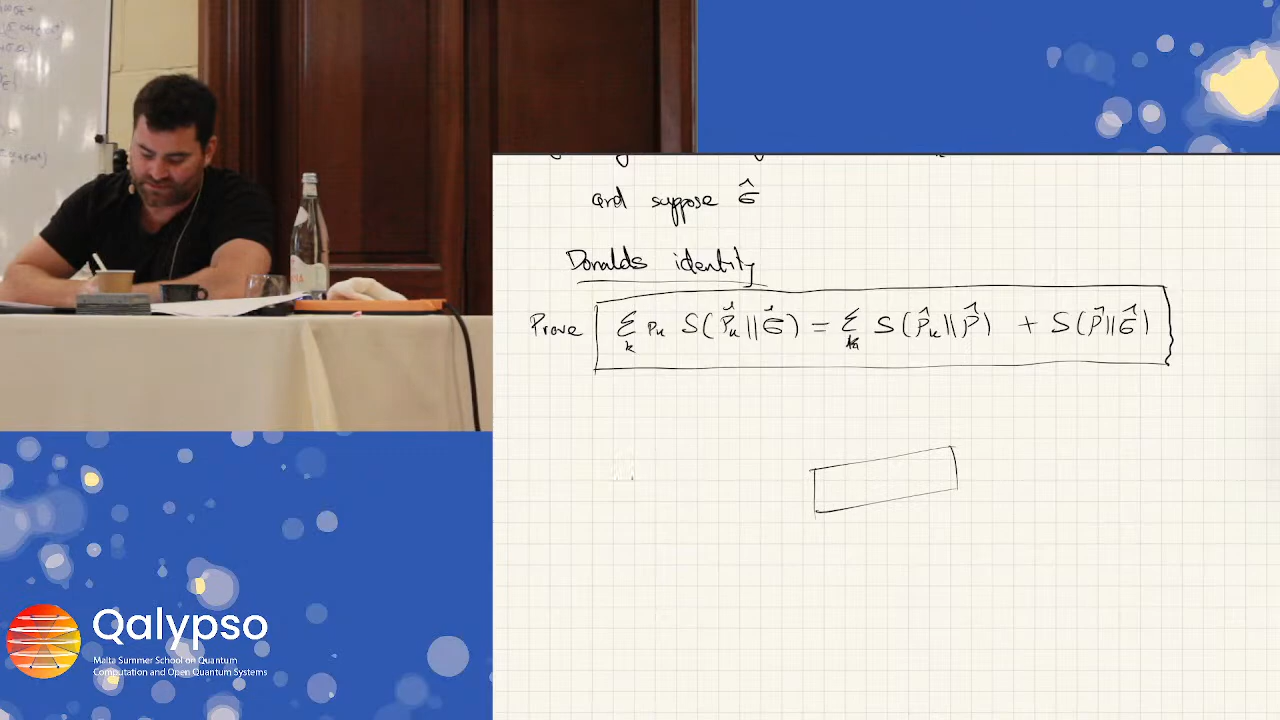 and suppose σ̂
Donalds identity
Prove Σ_k p_k S(ρ̂_k||σ̂) = Σ_k S(ρ̂_k||ρ̂) + S(ρ̂||σ̂)
Qalypso
Malta Summer School on Quantum
Computation and Open Quantum Systems